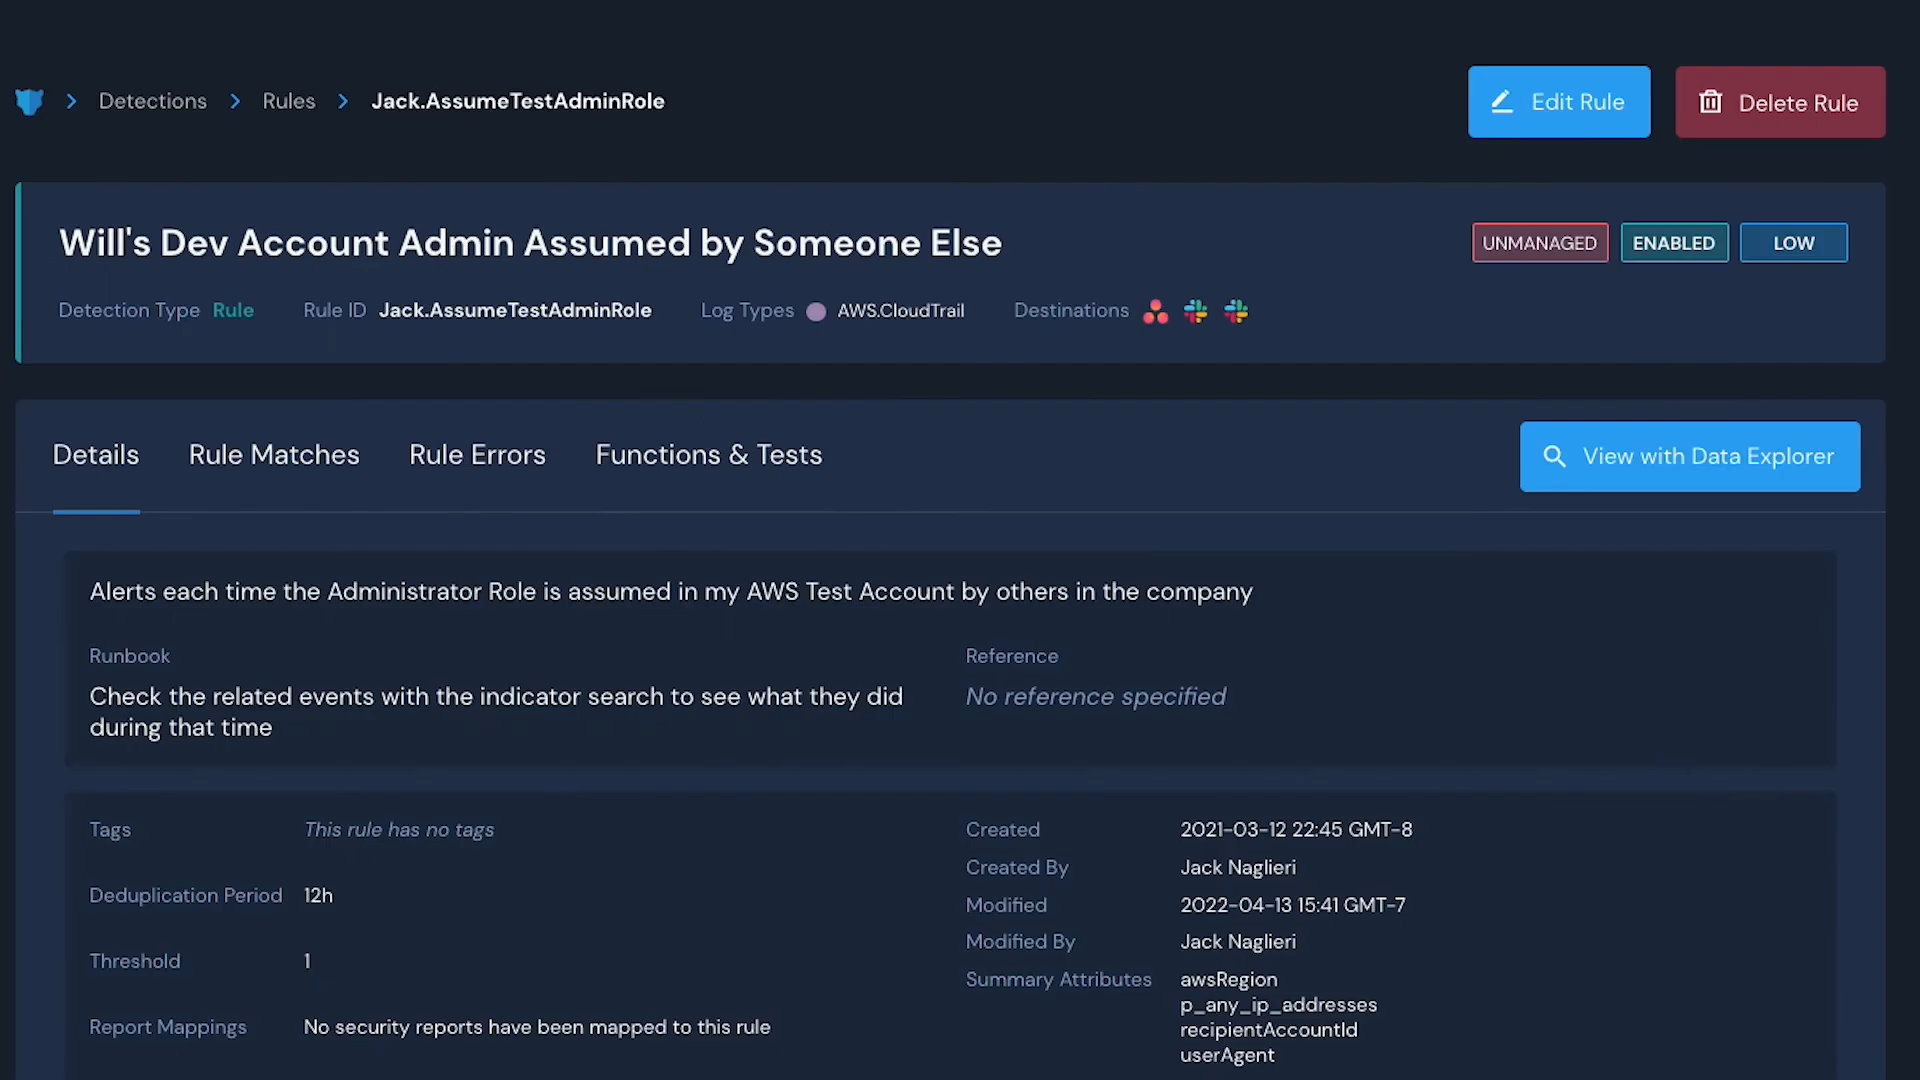 Detections
Rules
Jack.AssumeTestAdminRole
Edit Rule
Delete Rule
Will's Dev Account Admin Assumed by Someone Else
UNMANAGED
ENABLED
LOW
Detection Type Rule
Rule ID Jack.AssumeTestAdminRole
Log Types AWS.CloudTrail
Destinations
Details
Rule Matches
Rule Errors
Functions & Tests
View with Data Explorer
Alerts each time the Administrator Role is assumed in my AWS Test Account by others in the company
Runbook
Check the related events with the indicator search to see what they did
during that time
Reference
No reference specified
Tags This rule has no tags
Deduplication Period 12h
Threshold 1
Report Mappings No security reports have been mapped to this rule
Created 2021-03-12 22:45 GMT-8
Created By Jack Naglieri
Modified 2022-04-13 15:41 GMT-7
Modified By Jack Naglieri
Summary Attributes awsRegion
p_any_ip_addresses
recipientAccountId
userAgent